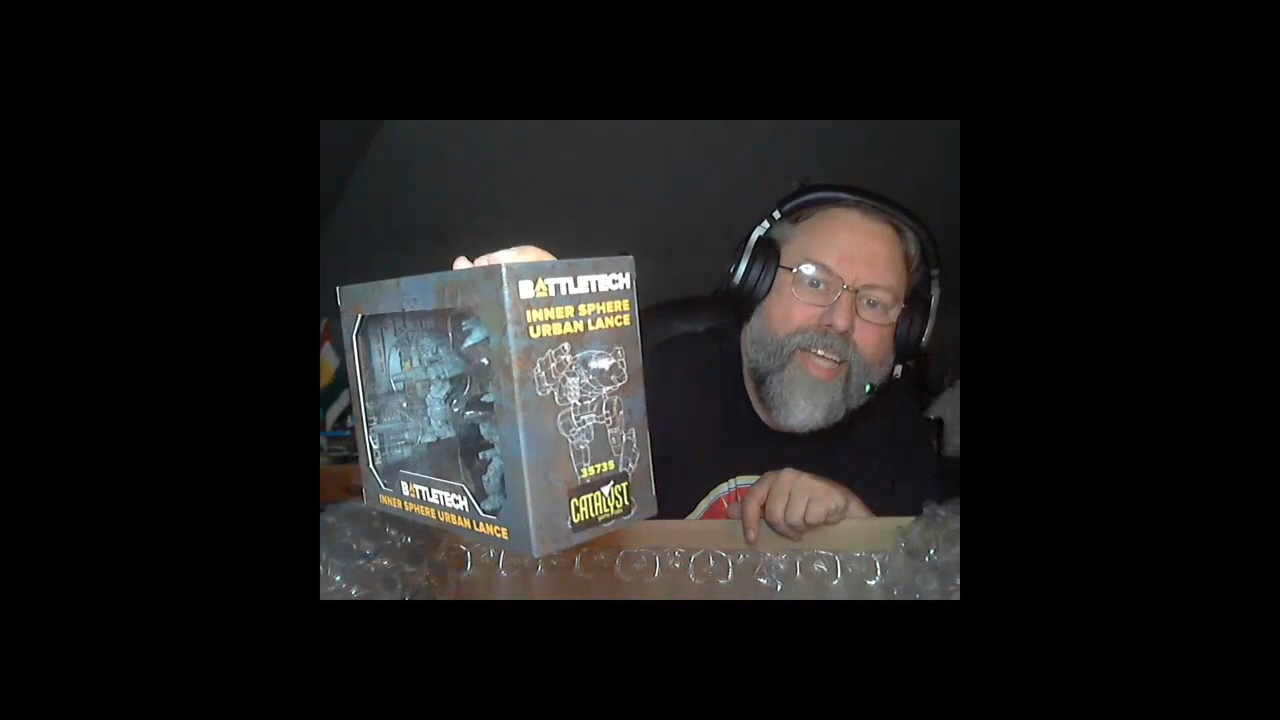 BATTLETECH
INNER SPHERE
URBAN LANCE
35735
CATALYST
BATTLETECH
INNER SPHERE URBAN LANCE